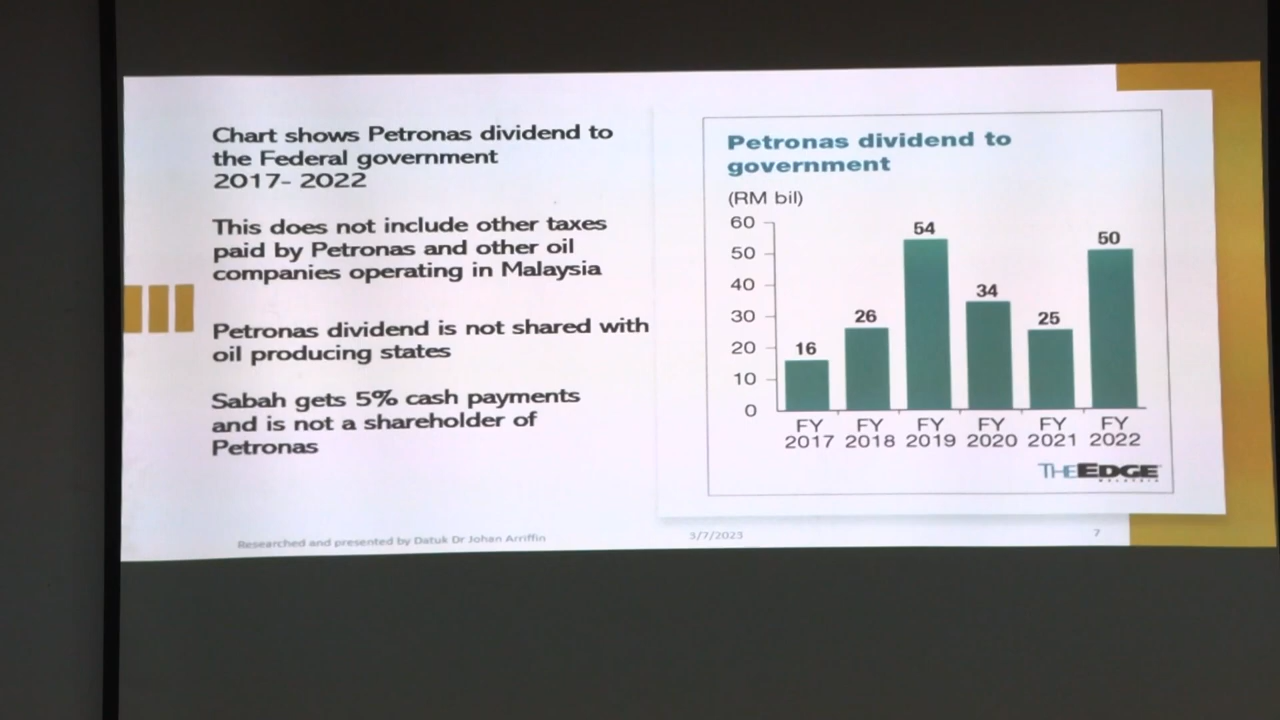 Chart shows Petronas dividend to
the Federal government
2017- 2022
This does not include other taxes
paid by Petronas and other oil
companies operating in Malaysia
Petronas dividend is not shared with
oil producing states
Sabah gets 5% cash payments
and is not a shareholder of
Petronas
Petronas dividend to
government
(RM bil)
60
50
40
30
20
10
0
16
26
54
34
25
50
FY FY FY FY FY FY
2017 2018 2019 2020 2021 2022
THE EDGE
MALAYSIA
Researched and presented by Datuk Dr Johan Arriffin
3/7/2023
7